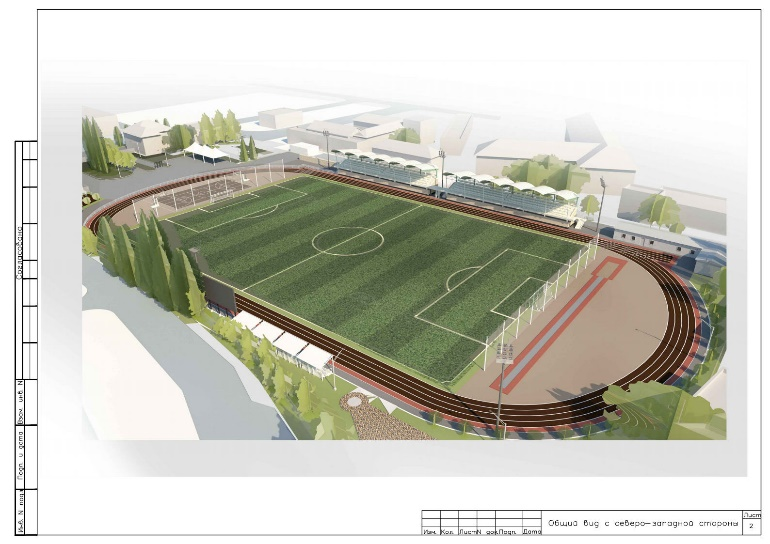 Согласовано
Взам. инв. N
Подп. и дата
Инв. N подл.
Изм.
Кол.
Лист
N док.
Подп.
Дата
Общий вид с северо-западной стороны
Лист
2